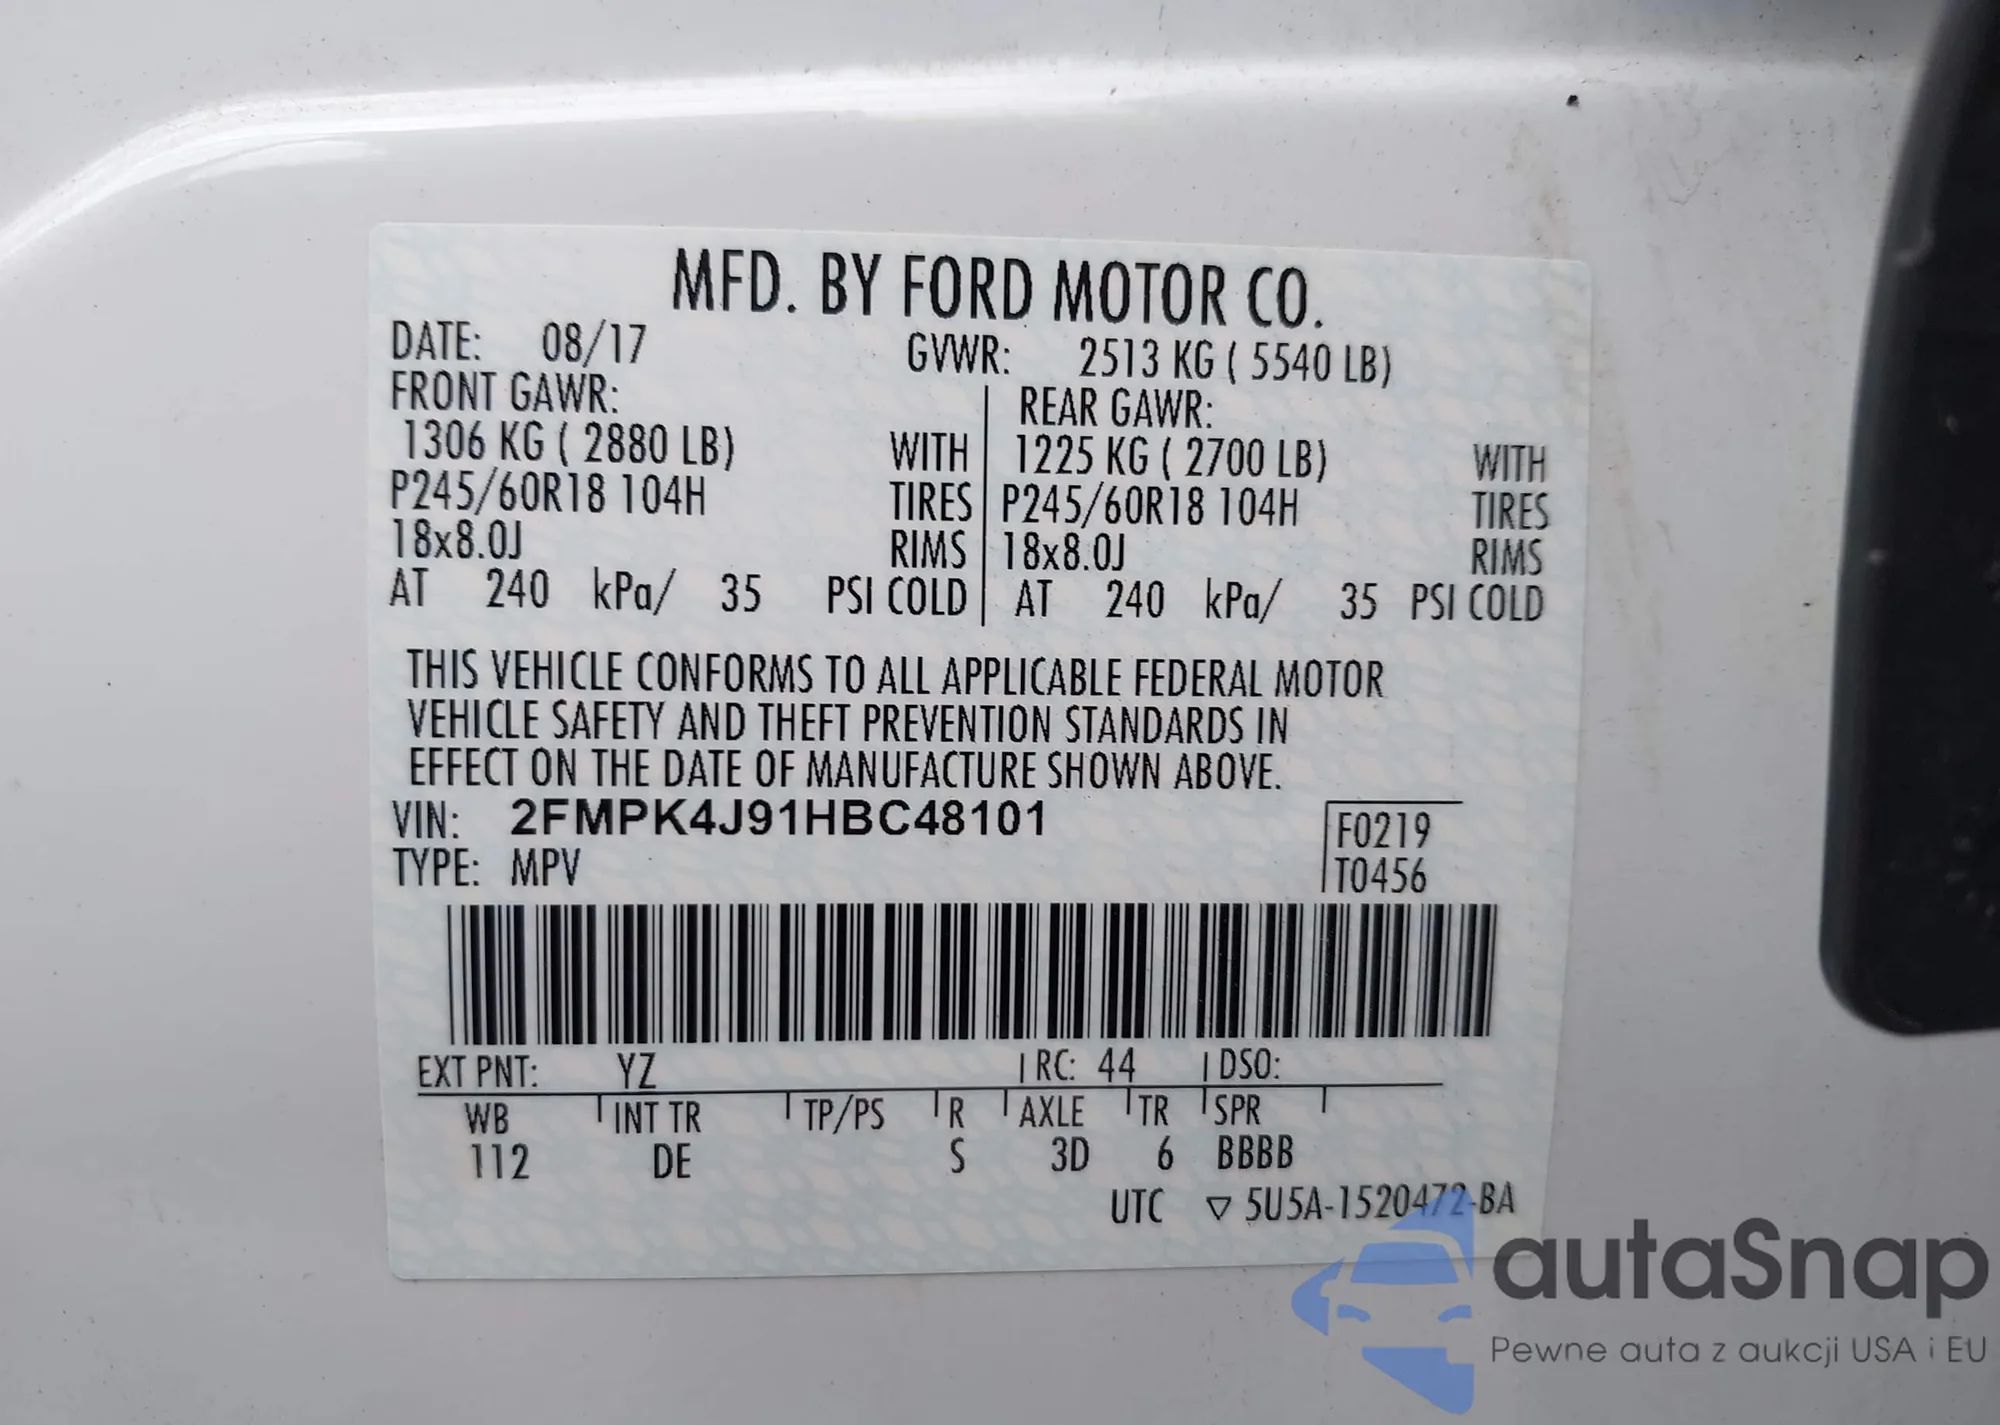 MFD. BY FORD MOTOR CO.
DATE: 08/17 GVWR: 2513 KG ( 5540 LB)
FRONT GAWR: REAR GAWR:
1306 KG ( 2880 LB) WITH 1225 KG ( 2700 LB) WITH
P245/60R18 104H TIRES P245/60R18 104H TIRES
18x8.0J RIMS 18x8.0J RIMS
AT 240 kPa/ 35 PSI COLD AT 240 kPa/ 35 PSI COLD
THIS VEHICLE CONFORMS TO ALL APPLICABLE FEDERAL MOTOR
VEHICLE SAFETY AND THEFT PREVENTION STANDARDS IN
EFFECT ON THE DATE OF MANUFACTURE SHOWN ABOVE.
VIN: 2FMPK4J91HBC48101 F0219
TYPE: MPV T0456
EXT PNT: YZ RC: 44 DSO:
WB INT TR TP/PS R AXLE TR SPR
112 DE S 3D 6 BBBB
UTC ▽ 5U5A-1520472-BA
autaSnap
Pewne auta z aukcji USA i EU